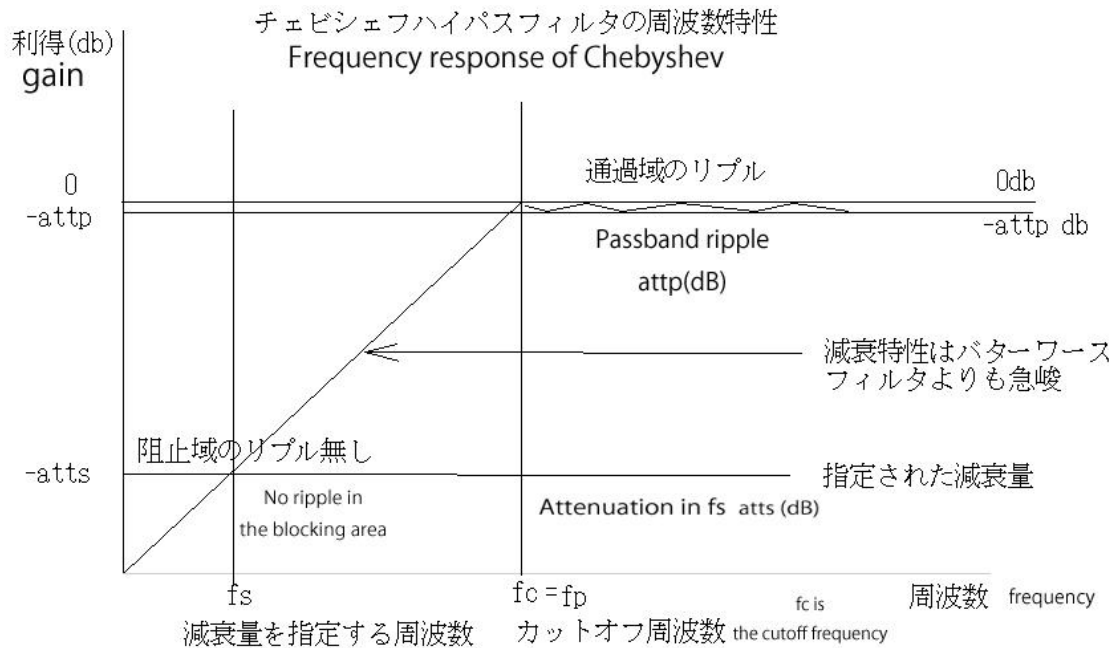 チェビシェフハイパスフィルタの周波数特性
Frequency response of Chebyshev
利得(db)
gain
0
-attp
通過域のリプル
0db
-attp db
Passband ripple
attp(dB)
減衰特性はバターワース
フィルタよりも急峻
阻止域のリプル無し
-atts
指定された減衰量
No ripple in
the blocking area
Attenuation in fs atts (dB)
fs
fc = fp
fc is
the cutoff frequency
周波数 frequency
減衰量を指定する周波数
カットオフ周波数